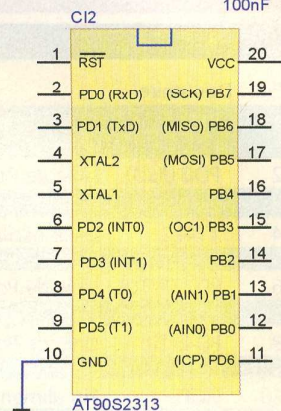 100nF
CI2
1 RST VCC 20
2 PD0 (RxD) (SCK) PB7 19
3 PD1 (TxD) (MISO) PB6 18
4 XTAL2 (MOSI) PB5 17
5 XTAL1 PB4 16
6 PD2 (INT0) (OC1) PB3 15
7 PD3 (INT1) PB2 14
8 PD4 (T0) (AIN1) PB1 13
9 PD5 (T1) (AIN0) PB0 12
10 GND (ICP) PD6 11
AT90S2313